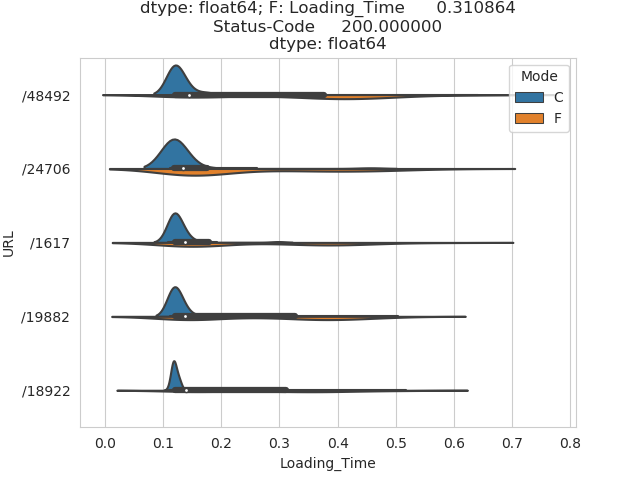 dtype: float64; F: Loading_Time      0.310864
Status-Code     200.000000
dtype: float64
Mode
C
F
/48492
/24706
/1617
/19882
/18922
URL
0.0 0.1 0.2 0.3 0.4 0.5 0.6 0.7 0.8
Loading_Time